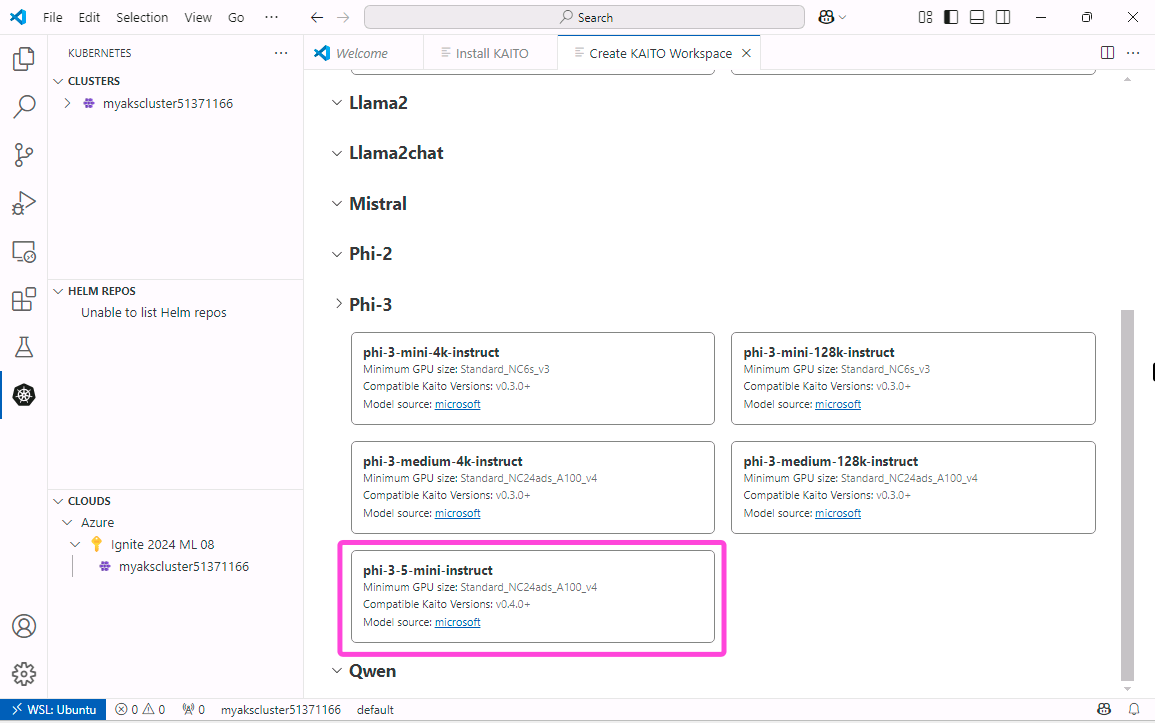 File Edit Selection View Go ··· Search
KUBERNETES ···
Welcome Install KAITO Create KAITO Workspace
CLUSTERS
myakscluster51371166
HELM REPOS
Unable to list Helm repos
CLOUDS
Azure
Ignite 2024 ML 08
myakscluster51371166
Llama2
Llama2chat
Mistral
Phi-2
Phi-3
phi-3-mini-4k-instruct
Minimum GPU size: Standard_NC6s_v3
Compatible Kaito Versions: v0.3.0+
Model source: microsoft
phi-3-mini-128k-instruct
Minimum GPU size: Standard_NC6s_v3
Compatible Kaito Versions: v0.3.0+
Model source: microsoft
phi-3-medium-4k-instruct
Minimum GPU size: Standard_NC24ads_A100_v4
Compatible Kaito Versions: v0.3.0+
Model source: microsoft
phi-3-medium-128k-instruct
Minimum GPU size: Standard_NC24ads_A100_v4
Compatible Kaito Versions: v0.3.0+
Model source: microsoft
phi-3-5-mini-instruct
Minimum GPU size: Standard_NC24ads_A100_v4
Compatible Kaito Versions: v0.4.0+
Model source: microsoft
Qwen
WSL: Ubuntu 0 0 0 myakscluster51371166 default